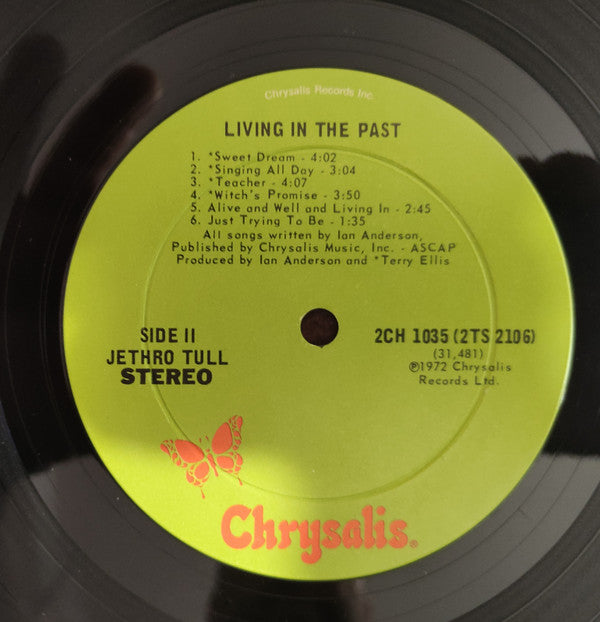 Chrysalis Records Inc.
LIVING IN THE PAST
1. *Sweet Dream - 4:02
2. *Singing All Day - 3:04
3. *Teacher - 4:07
4. *Witch's Promise - 3:50
5. Alive and Well and Living In - 2:45
6. Just Trying To Be - 1:35
All songs written by Ian Anderson,
Published by Chrysalis Music, Inc. - ASCAP
Produced by Ian Anderson and *Terry Ellis
SIDE II
JETHRO TULL
STEREO
2CH 1035 (2TS 2106)
(31,481)
℗1972 Chrysalis
Records Ltd.
Chrysalis®